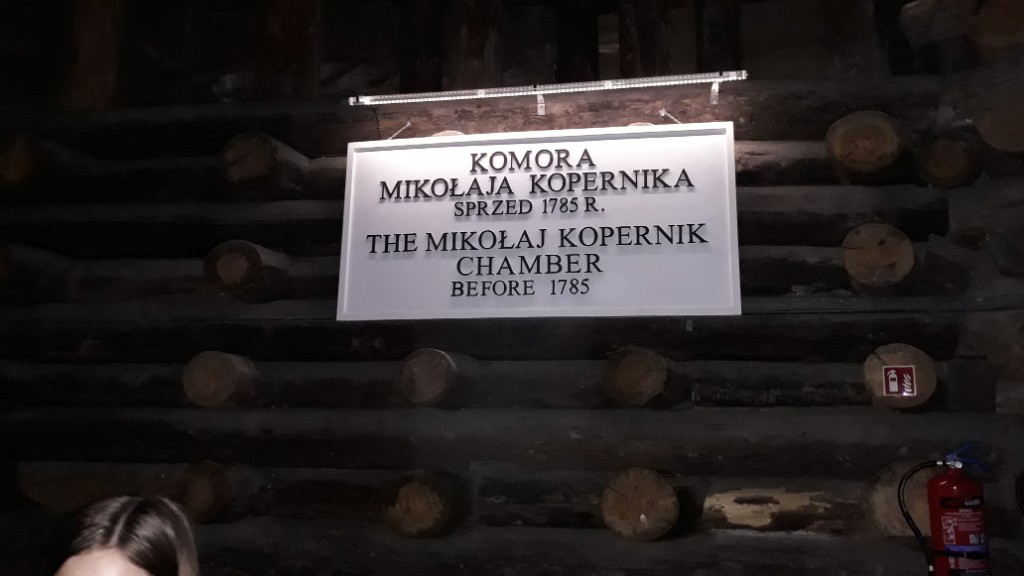 KOMORA
MIKOŁAJA KOPERNIKA
SPRZED 1785 R.
THE MIKOŁAJ KOPERNIK
CHAMBER
BEFORE 1785